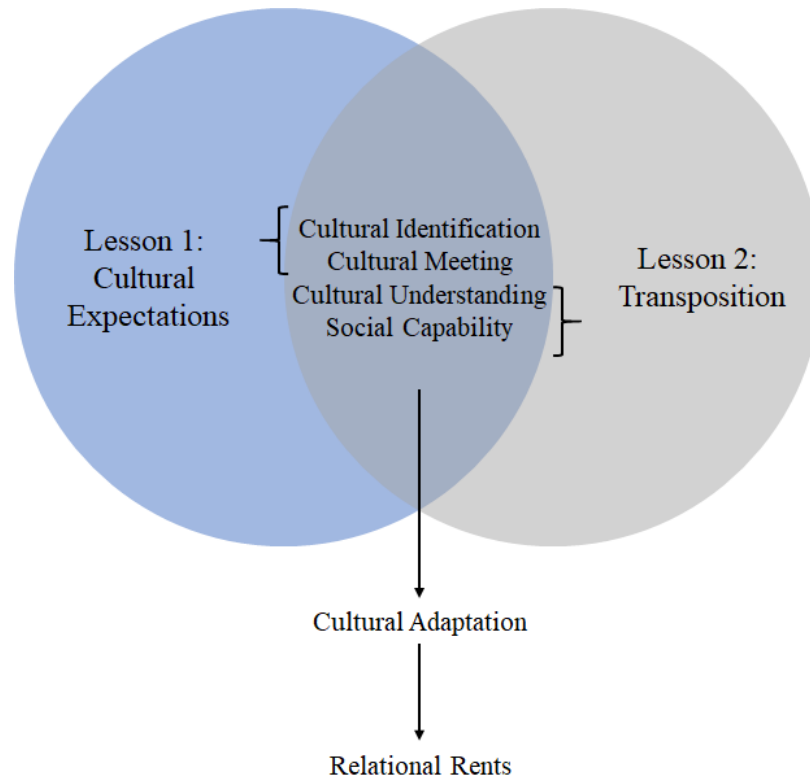 Lesson 1:
Cultural
Expectations
Cultural Identification
Cultural Meeting
Cultural Understanding
Social Capability
Lesson 2:
Transposition
Cultural Adaptation
Relational Rents